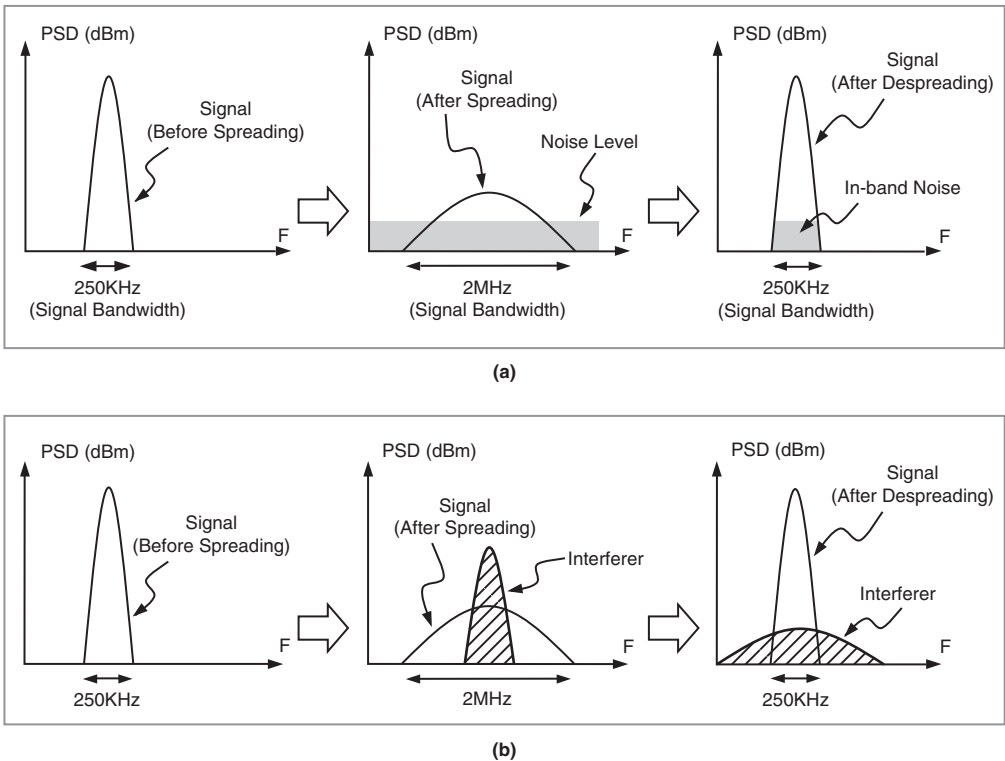 PSD (dBm)
Signal
(Before Spreading)
F
250KHz
(Signal Bandwidth)
PSD (dBm)
Signal
(After Spreading)
Noise Level
F
2MHz
(Signal Bandwidth)
PSD (dBm)
Signal
(After Despreading)
In-band Noise
F
250KHz
(Signal Bandwidth)
(a)
PSD (dBm)
Signal
(Before Spreading)
F
250KHz
PSD (dBm)
Signal
(After Spreading)
Interferer
F
2MHz
PSD (dBm)
Signal
(After Despreading)
Interferer
F
250KHz
(b)